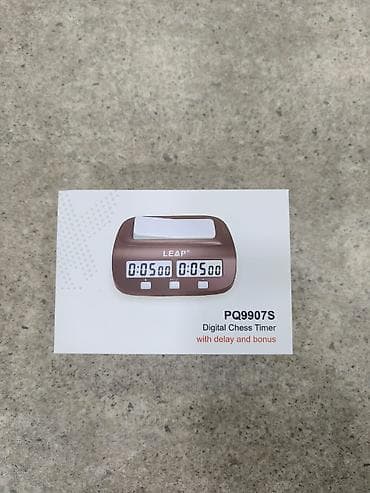 LEAP
0:05:00 0:05:00
PQ9907S
Digital Chess Timer
with delay and bonus